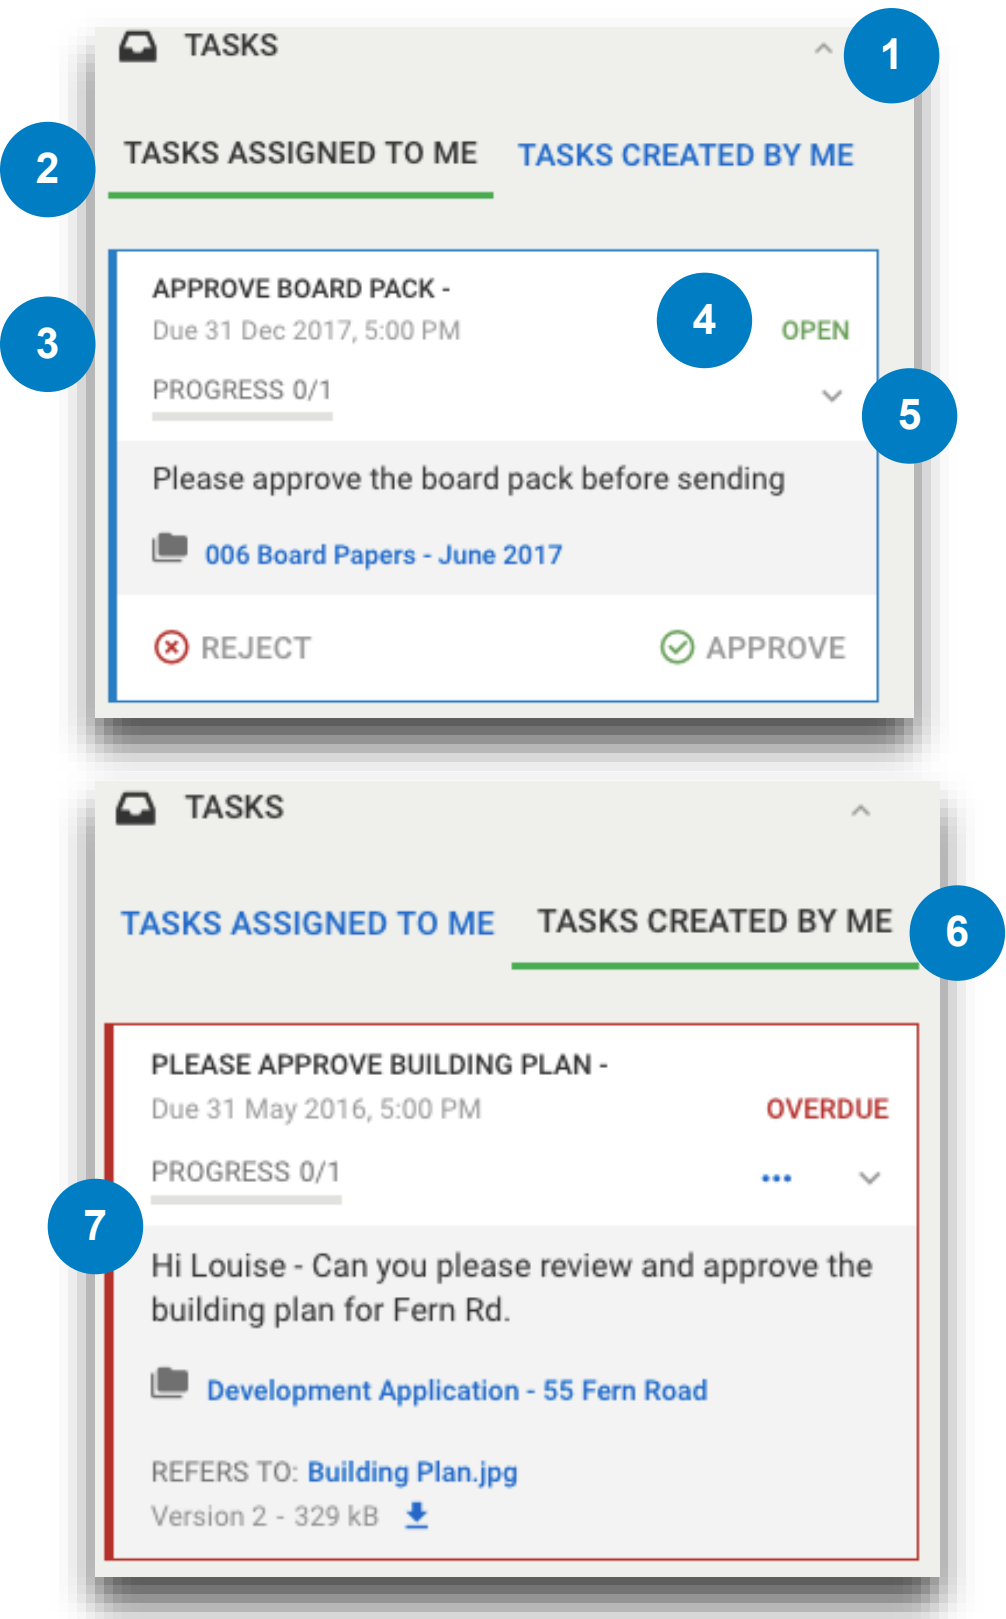 TASKS
1
2
TASKS ASSIGNED TO ME TASKS CREATED BY ME
3
APPROVE BOARD PACK -
Due 31 Dec 2017, 5:00 PM
4
OPEN
PROGRESS 0/1
5
Please approve the board pack before sending
006 Board Papers - June 2017
REJECT APPROVE
TASKS
TASKS ASSIGNED TO ME TASKS CREATED BY ME
6
PLEASE APPROVE BUILDING PLAN -
Due 31 May 2016, 5:00 PM OVERDUE
PROGRESS 0/1
7
Hi Louise - Can you please review and approve the
building plan for Fern Rd.
Development Application - 55 Fern Road
REFERS TO: Building Plan.jpg
Version 2 - 329 kB